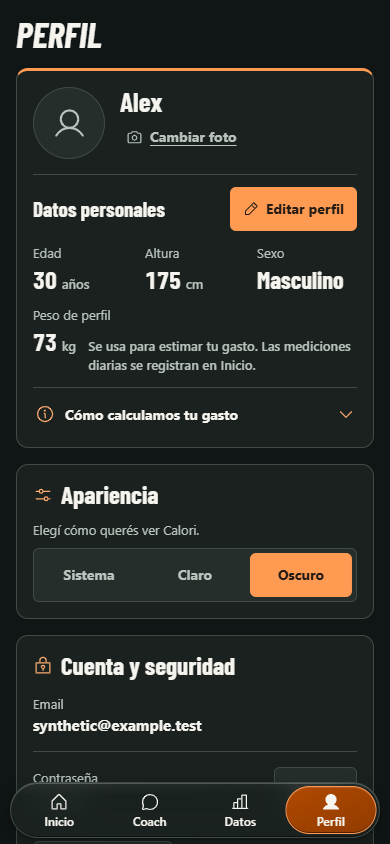 PERFIL
Alex
Cambiar foto
Datos personales
Editar perfil
Edad
Altura
Sexo
30 años
175 cm
Masculino
Peso de perfil
73 kg
Se usa para estimar tu gasto. Las mediciones
diarias se registran en Inicio.
Cómo calculamos tu gasto
Apariencia
Elegí cómo querés ver Calori.
Sistema
Claro
Oscuro
Cuenta y seguridad
Email
synthetic@example.test
Contraseña
Inicio
Coach
Datos
Perfil